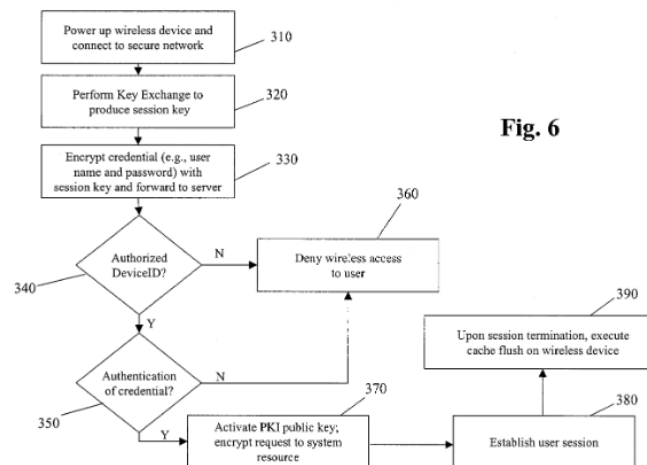 Power up wireless device and
connect to secure network
310
Perform Key Exchange to
produce session key
320
Fig. 6
Encrypt credential (e.g., user
name and password) with
session key and forward to server
330
360
Authorized
DeviceID?
N
Deny wireless access
to user
340
Y
390
Upon session termination, execute
cache flush on wireless device
Authentication
of credential?
N
350
370
380
Y
Activate PKI public key;
encrypt request to system
resource
Establish user session